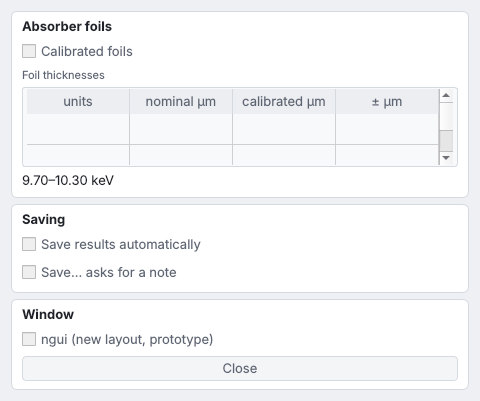 Absorber foils
Calibrated foils
Foil thicknesses
units nominal µm calibrated µm ± µm
9.70–10.30 keV
Saving
Save results automatically
Save... asks for a note
Window
ngui (new layout, prototype)
Close